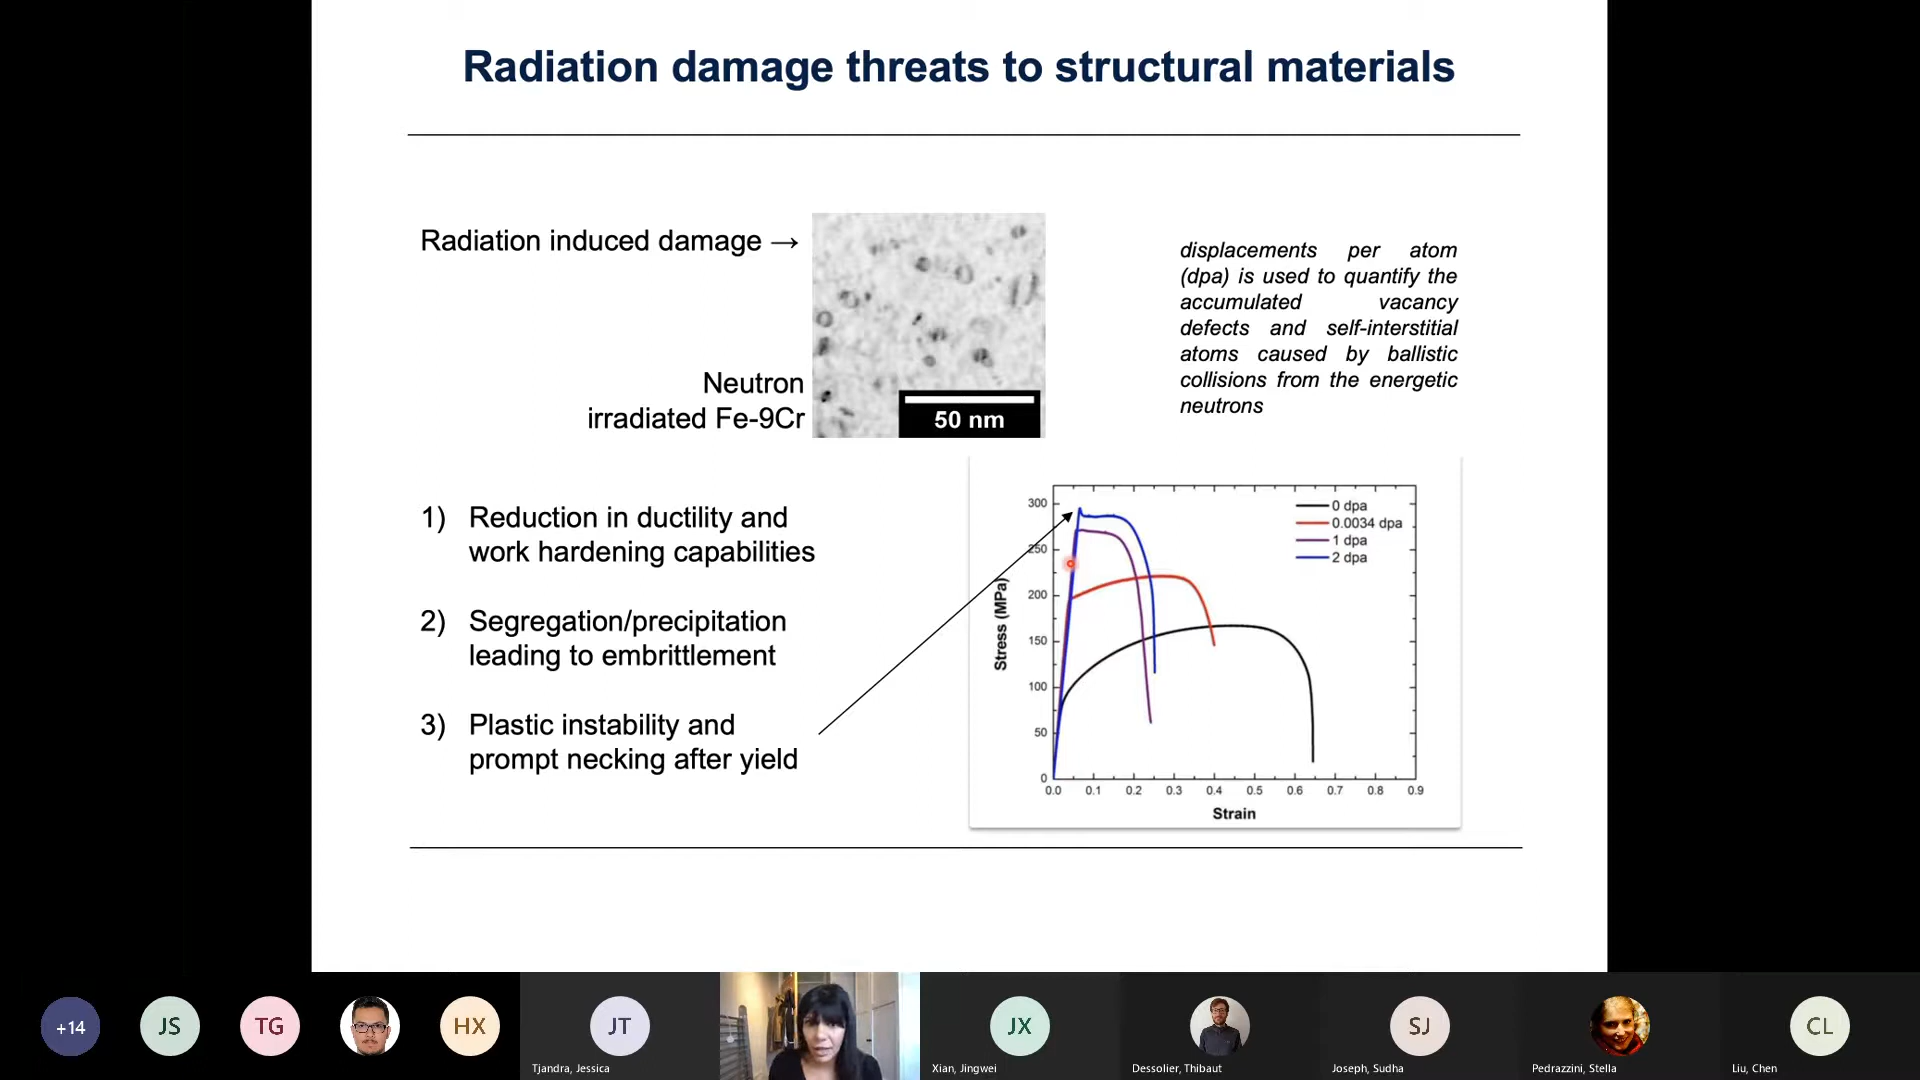 Radiation damage threats to structural materials
Radiation induced damage →
Neutron
irradiated Fe-9Cr
50 nm
displacements per atom
(dpa) is used to quantify the
accumulated vacancy
defects and self-interstitial
atoms caused by ballistic
collisions from the energetic
neutrons
1) Reduction in ductility and
work hardening capabilities
2) Segregation/precipitation
leading to embrittlement
3) Plastic instability and
prompt necking after yield
300
250
200
150
100
50
0
Stress (MPa)
0 dpa
0.0034 dpa
1 dpa
2 dpa
0.0 0.1 0.2 0.3 0.4 0.5 0.6 0.7 0.8 0.9
Strain
+14
JS
TG
HX
JT
JX
SJ
CL
Tjandra, Jessica
Xian, Jingwei
Dessolier, Thibaut
Joseph, Sudha
Pedrazzini, Stella
Liu, Chen